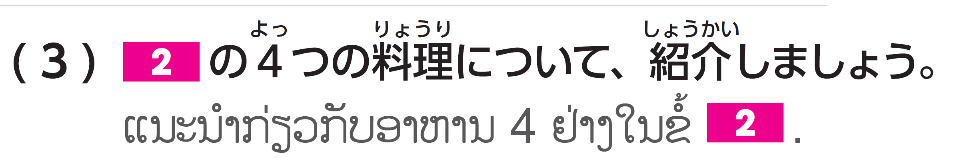 よっ りょうり しょうかい
(3) 2 の4つの料理について、紹介しましょう。
ແນະນຳກ່ຽວກັບອາຫານ 4 ຢ່າງໃນຂໍ້ 2 .